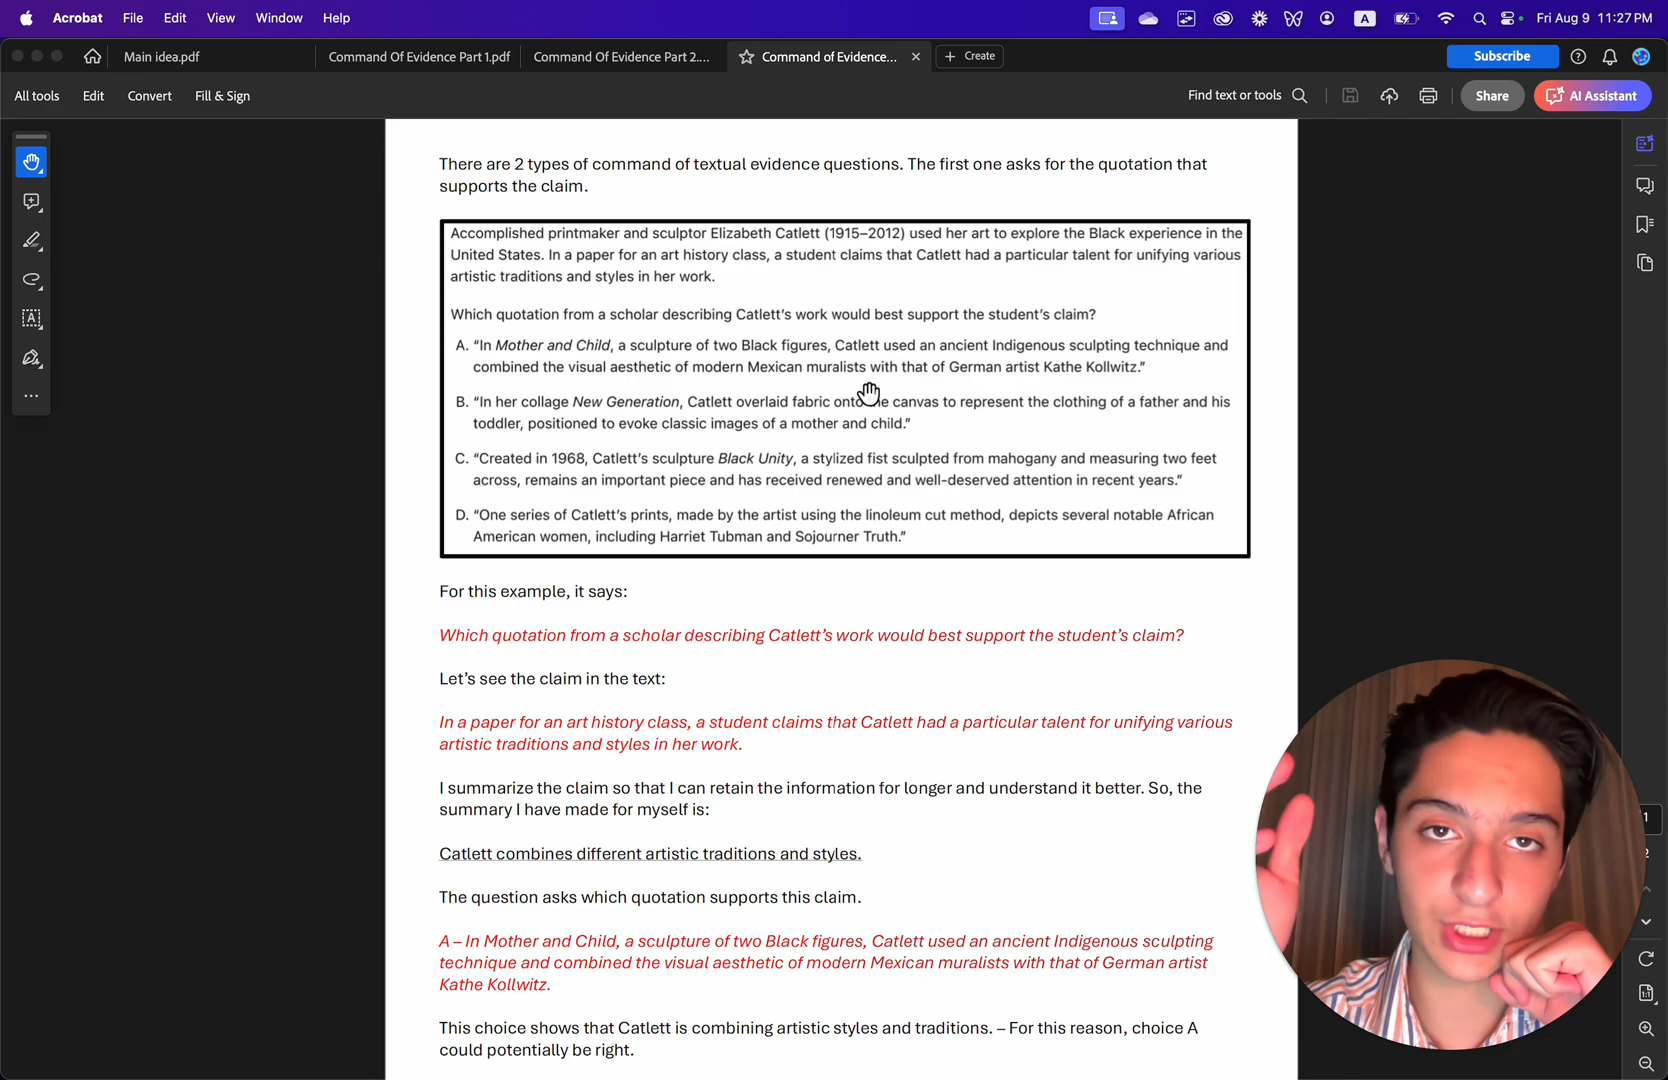 Acrobat File Edit View Window Help A Fri Aug 9 11:27 PM
Main idea.pdf Command Of Evidence Part 1.pdf Command Of Evidence Part 2.... Command of Evidence... Create Subscribe
All tools Edit Convert Fill & Sign Find text or tools Share AI Assistant
There are 2 types of command of textual evidence questions. The first one asks for the quotation that
supports the claim.
Accomplished printmaker and sculptor Elizabeth Catlett (1915–2012) used her art to explore the Black experience in the
United States. In a paper for an art history class, a student claims that Catlett had a particular talent for unifying various
artistic traditions and styles in her work.
Which quotation from a scholar describing Catlett's work would best support the student's claim?
A. "In Mother and Child, a sculpture of two Black figures, Catlett used an ancient Indigenous sculpting technique and
combined the visual aesthetic of modern Mexican muralists with that of German artist Kathe Kollwitz."
B. "In her collage New Generation, Catlett overlaid fabric onto canvas to represent the clothing of a father and his
toddler, positioned to evoke classic images of a mother and child."
C. "Created in 1968, Catlett's sculpture Black Unity, a stylized fist sculpted from mahogany and measuring two feet
across, remains an important piece and has received renewed and well-deserved attention in recent years."
D. "One series of Catlett's prints, made by the artist using the linoleum cut method, depicts several notable African
American women, including Harriet Tubman and Sojourner Truth."
For this example, it says:
Which quotation from a scholar describing Catlett's work would best support the student's claim?
Let's see the claim in the text:
In a paper for an art history class, a student claims that Catlett had a particular talent for unifying various
artistic traditions and styles in her work.
I summarize the claim so that I can retain the information for longer and understand it better. So, the
summary I have made for myself is:
Catlett combines different artistic traditions and styles.
The question asks which quotation supports this claim.
A – In Mother and Child, a sculpture of two Black figures, Catlett used an ancient Indigenous sculpting
technique and combined the visual aesthetic of modern Mexican muralists with that of German artist
Kathe Kollwitz.
This choice shows that Catlett is combining artistic styles and traditions. – For this reason, choice A
could potentially be right.
1
2